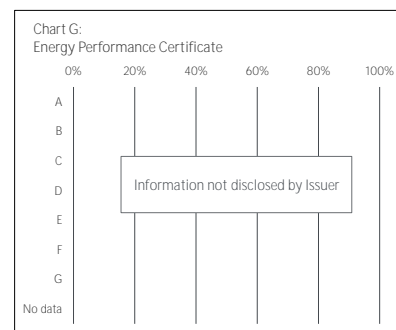 Chart G:
Energy Performance Certificate
0% 20% 40% 60% 80% 100%
A
B
C
Information not disclosed by Issuer
D
E
F
G
No data